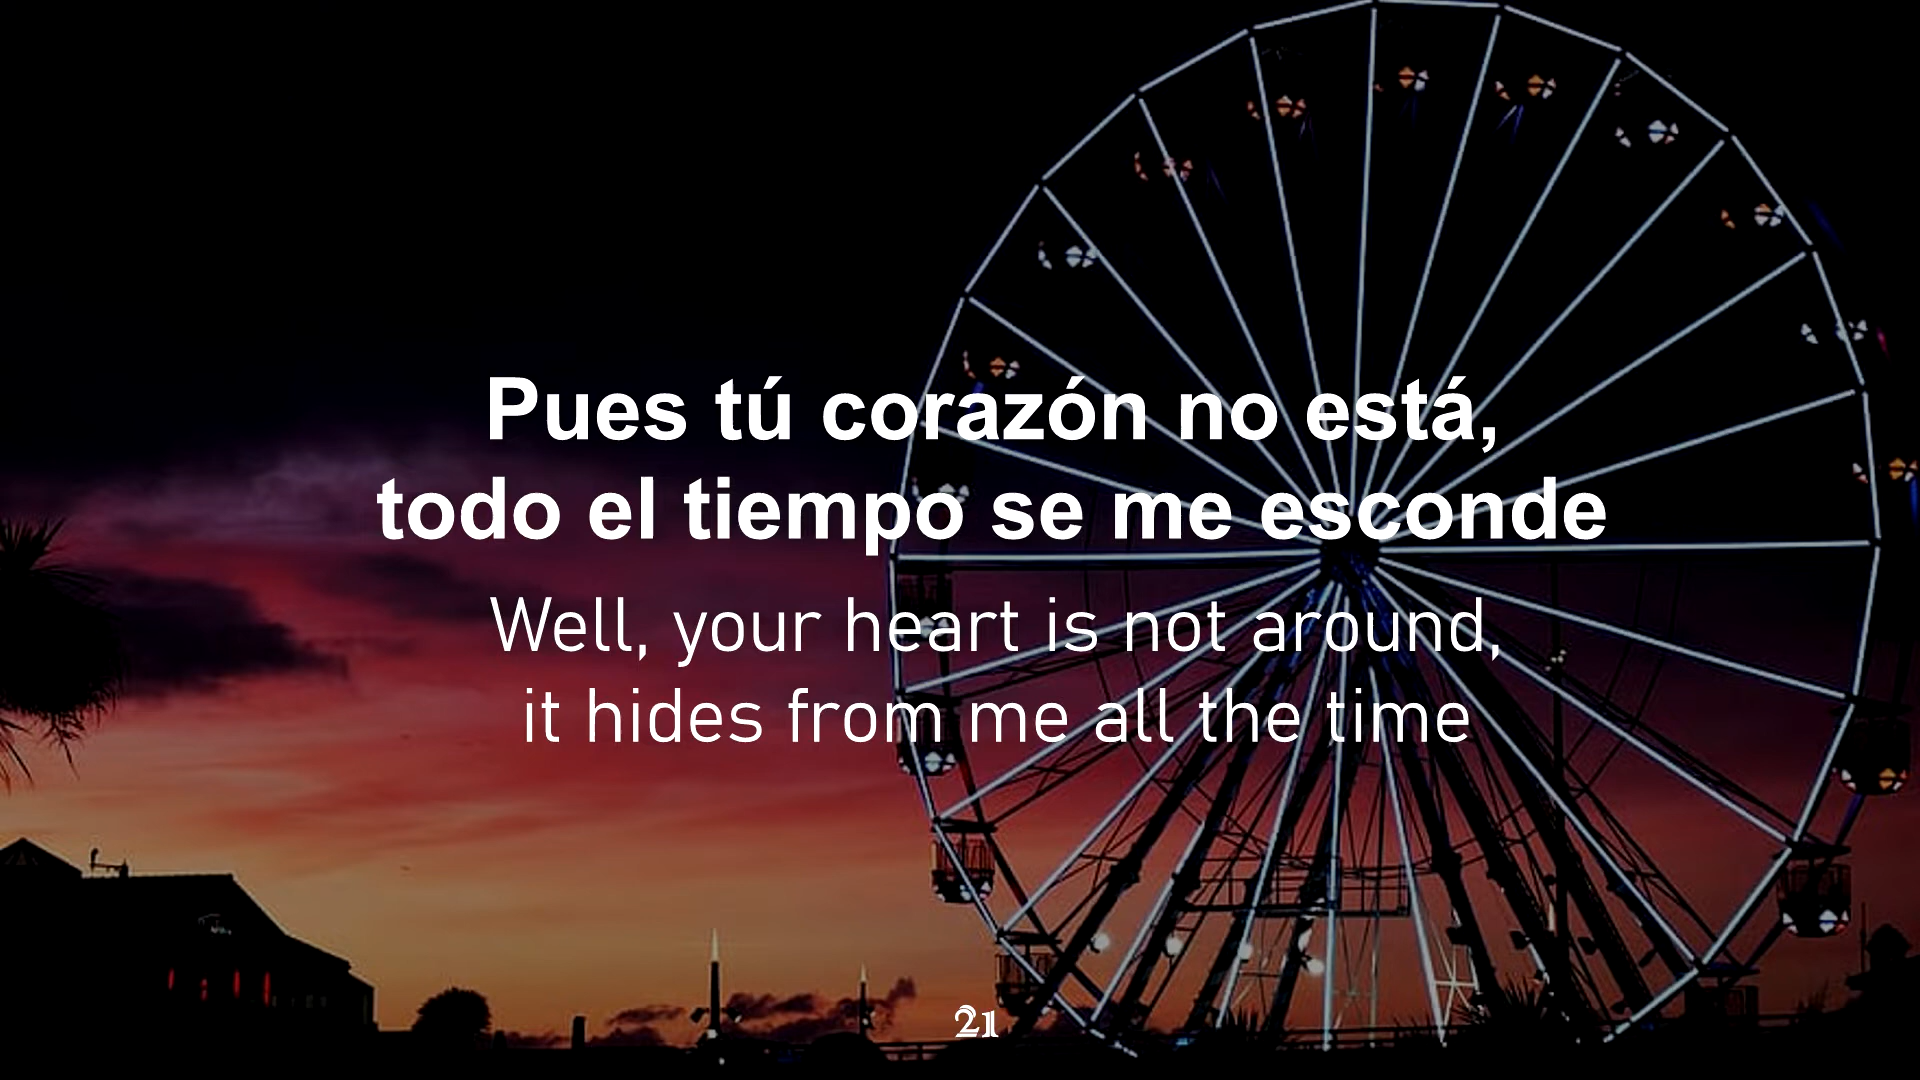 Pues tú corazón no está,
todo el tiempo se me esconde
Well, your heart is not around,
it hides from me all the time
21